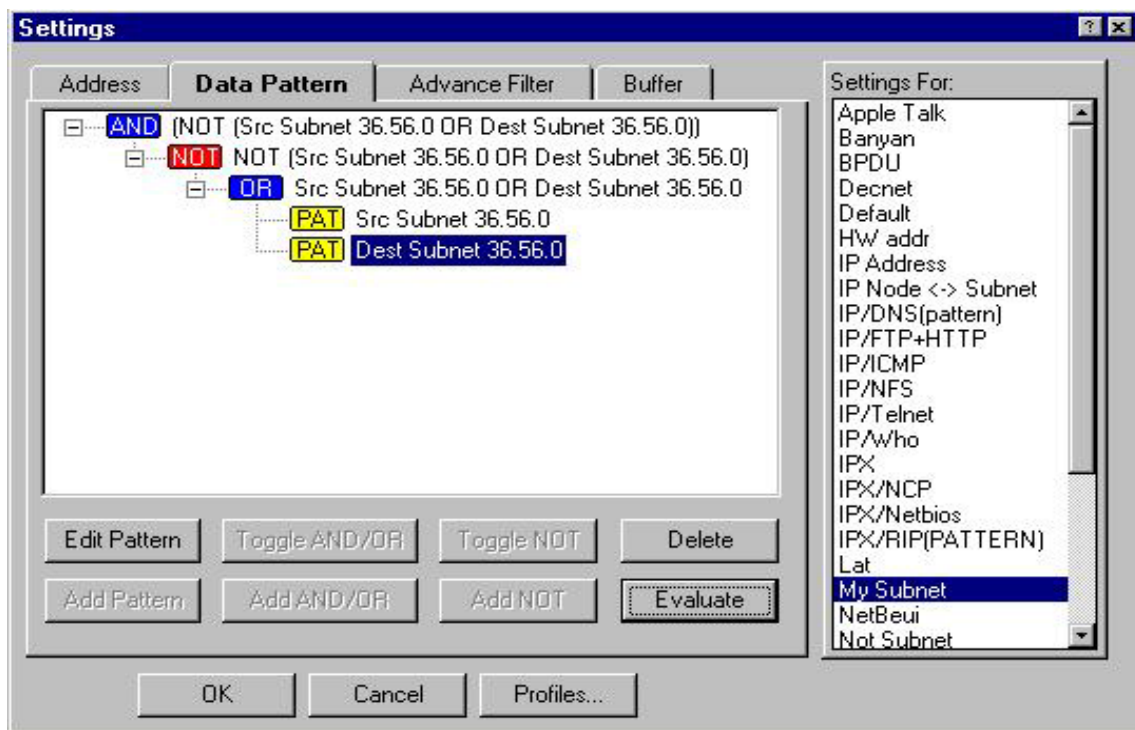 Settings
Address
Data Pattern
Advance Filter
Buffer
AND (NOT (Src Subnet 36.56.0 OR Dest Subnet 36.56.0))
NOT NOT (Src Subnet 36.56.0 OR Dest Subnet 36.56.0)
OR Src Subnet 36.56.0 OR Dest Subnet 36.56.0
PAT Src Subnet 36.56.0
PAT Dest Subnet 36.56.0
Edit Pattern
Toggle AND/OR
Toggle NOT
Delete
Add Pattern
Add AND/OR
Add NOT
Evaluate
Settings For:
Apple Talk
Banyan
BPDU
Decnet
Default
HW addr
IP Address
IP Node <-> Subnet
IP/DNS(pattern)
IP/FTP+HTTP
IP/ICMP
IP/NFS
IP/Telnet
IP/Who
IPX
IPX/NCP
IPX/Netbios
IPX/RIP(PATTERN)
Lat
My Subnet
NetBeui
Not Subnet
OK
Cancel
Profiles...